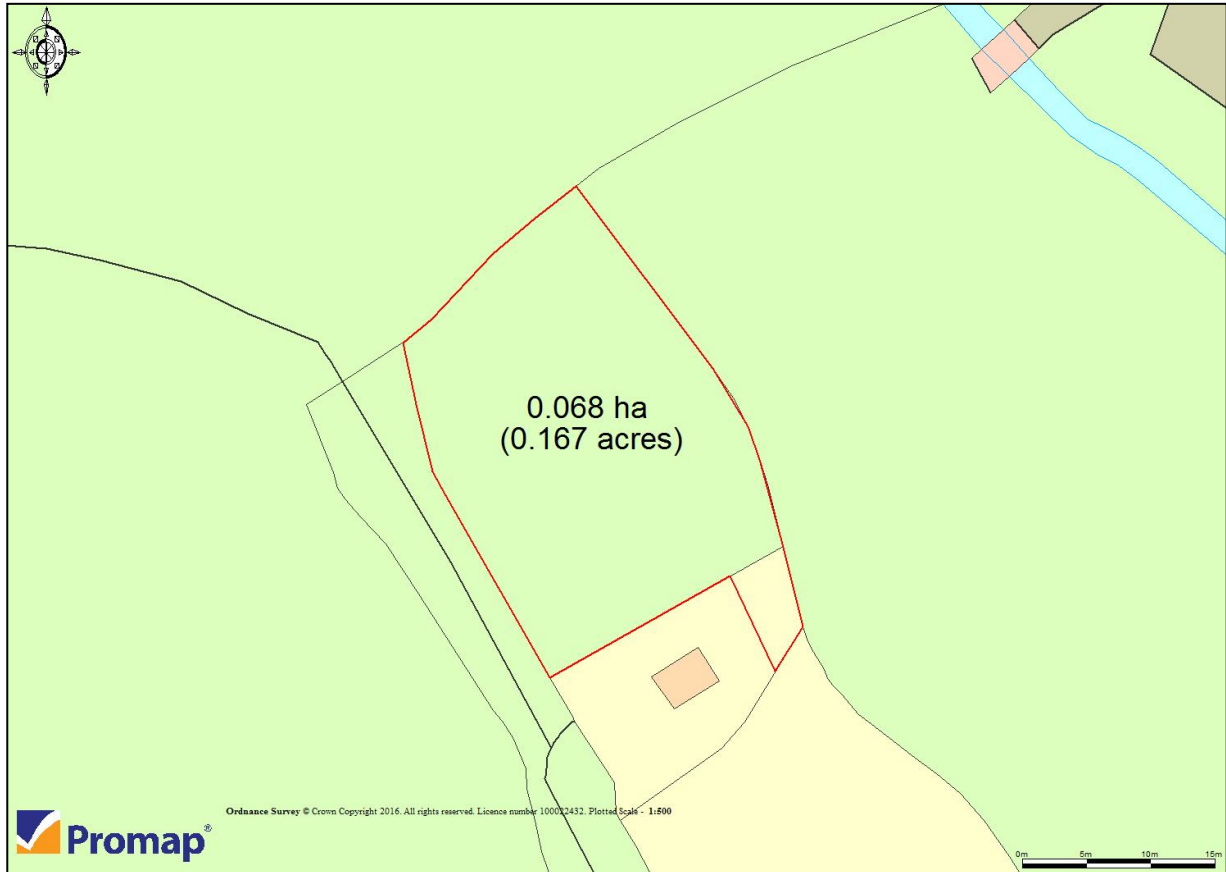 0.068 ha
(0.167 acres)
Ordnance Survey © Crown Copyright 2016. All rights reserved. Licence number 100022432. Plotted Scale - 1:500
Promap®
0m 5m 10m 15m